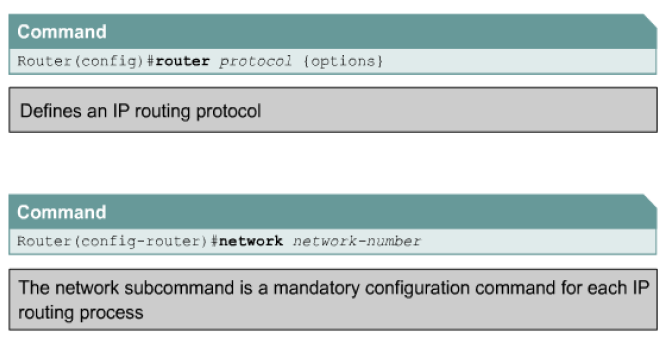 Command
Router(config)#router protocol {options}
Defines an IP routing protocol
Command
Router(config-router)#network network-number
The network subcommand is a mandatory configuration command for each IP
routing process